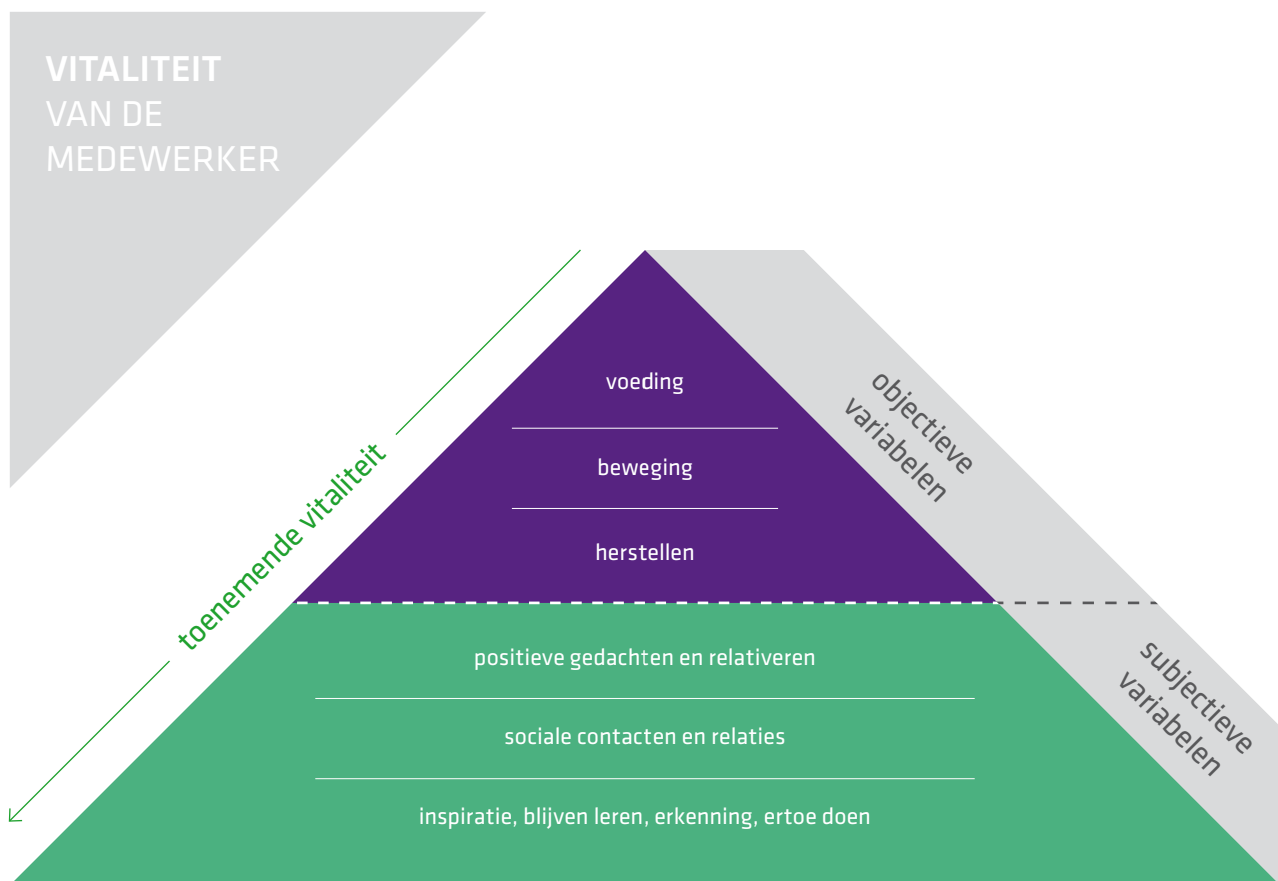 VITALITEIT
VAN DE
MEDEWERKER
toenemende vitaliteit
voeding
beweging
herstellen
objectieve
variabelen
positieve gedachten en relativeren
sociale contacten en relaties
inspiratie, blijven leren, erkenning, ertoe doen
subjectieve
variabelen